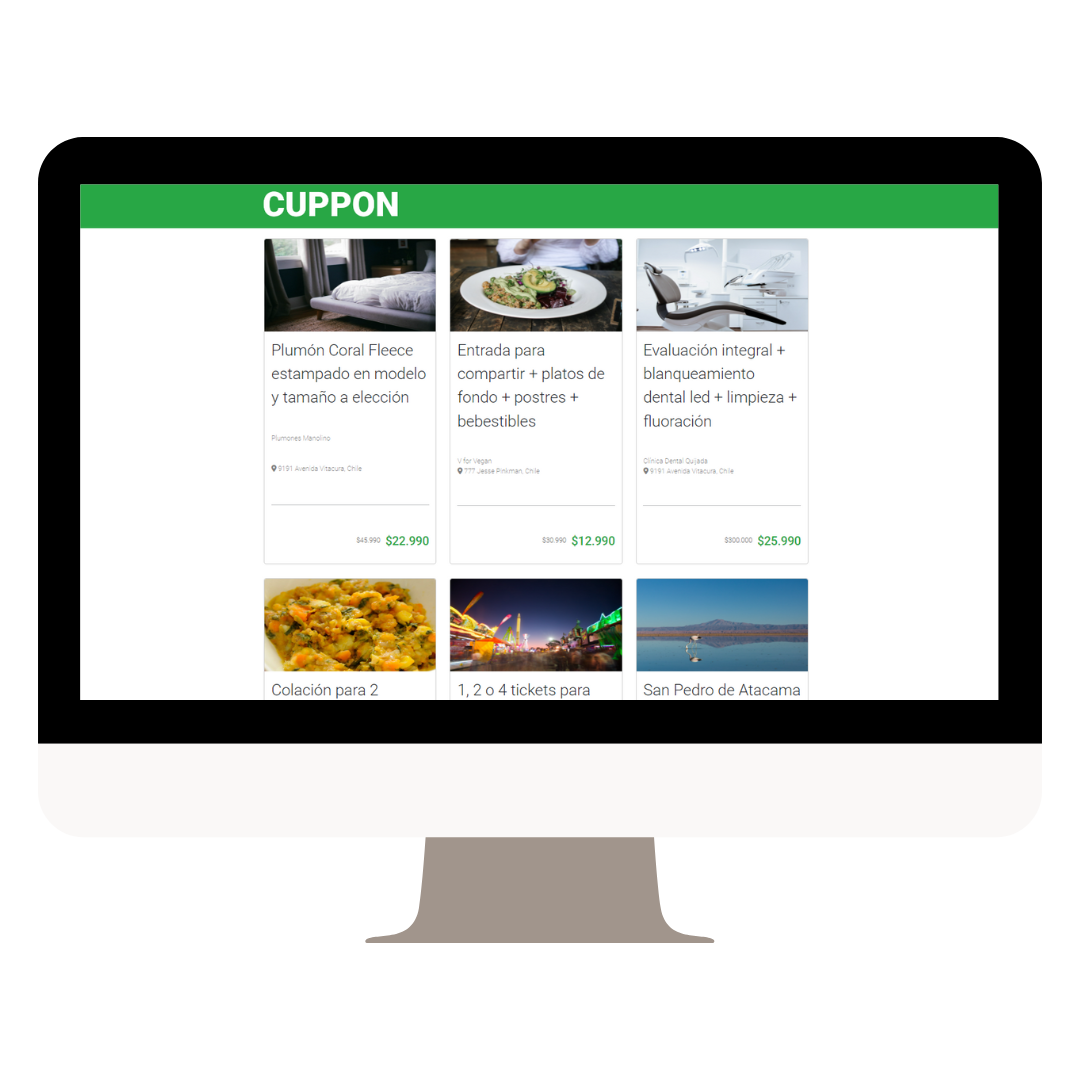 CUPPON
Plumón Coral Fleece
estampado en modelo
y tamaño a elección
Plumones Manolino
9191 Avenida Vitacura, Chile
$45.990 $22.990
Entrada para
compartir + platos de
fondo + postres +
bebestibles
V for Vegan
777 Jesse Pinkman, Chile
$30.990 $12.990
Evaluación integral +
blanqueamiento
dental led + limpieza +
fluoración
Clínica Dental Quijada
9191 Avenida Vitacura, Chile
$300.000 $25.990
Colación para 2
1, 2 o 4 tickets para
San Pedro de Atacama